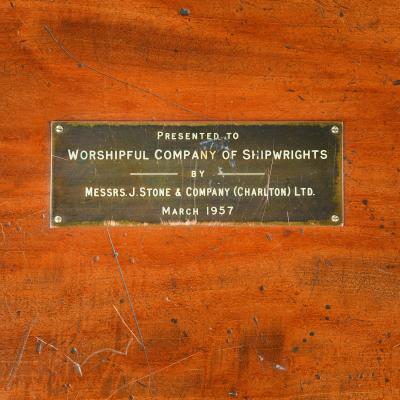 PRESENTED TO
WORSHIPFUL COMPANY OF SHIPWRIGHTS
BY
MESSRS. J. STONE & COMPANY (CHARLTON) LTD.
MARCH 1957